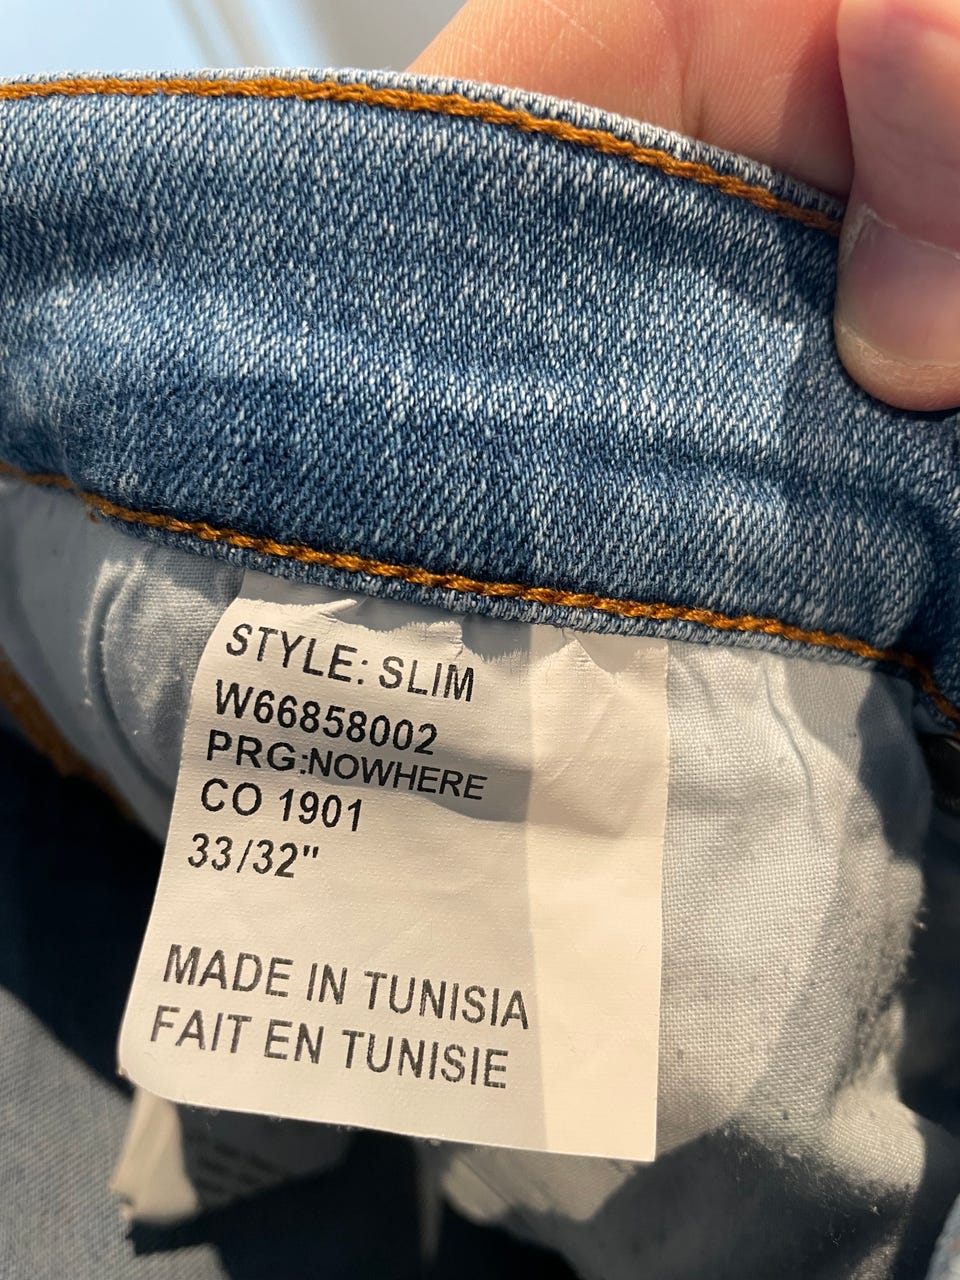 STYLE: SLIM
W66858002
PRG:NOWHERE
CO 1901
33/32"
MADE IN TUNISIA
FAIT EN TUNISIE